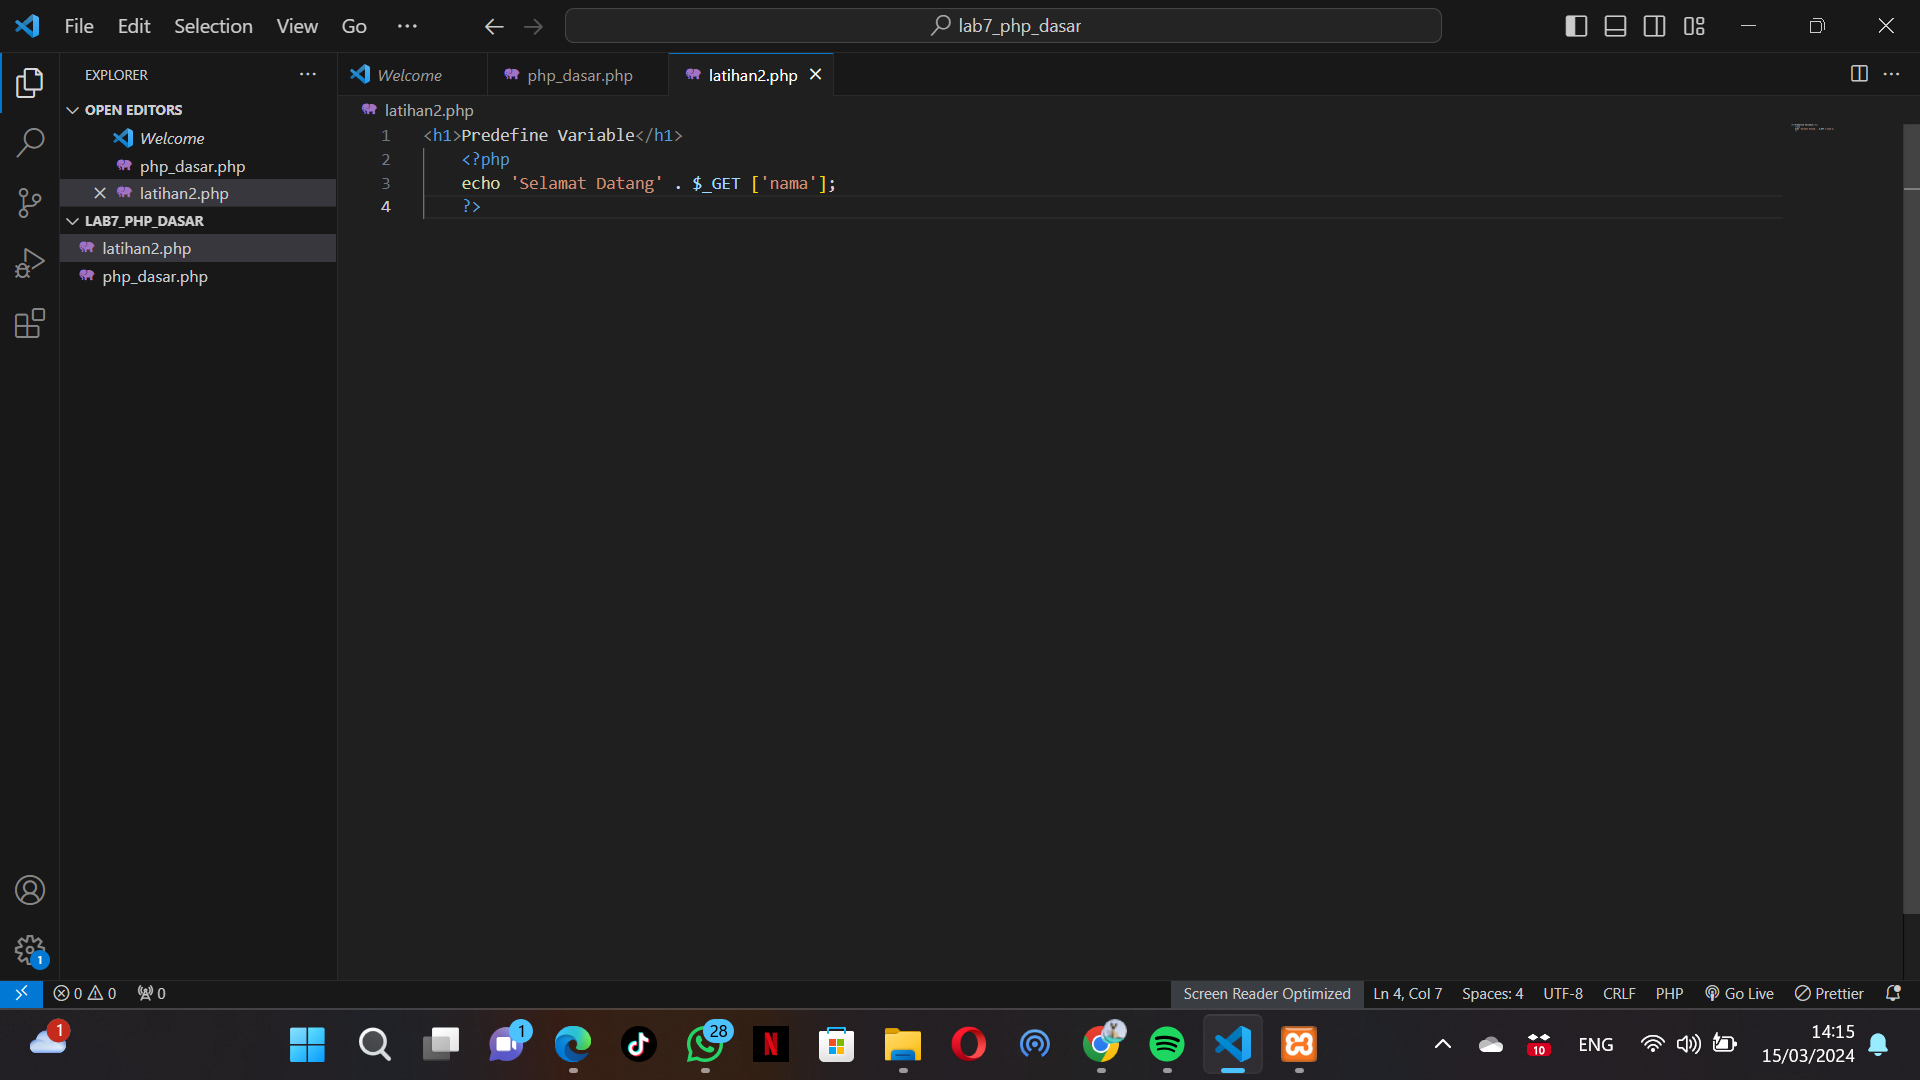 File Edit Selection View Go ···
lab7_php_dasar
EXPLORER
OPEN EDITORS
Welcome
php_dasar.php
latihan2.php
LAB7_PHP_DASAR
latihan2.php
php_dasar.php
Welcome php_dasar.php latihan2.php
latihan2.php
1 <h1>Predefine Variable</h1>
2 <?php
3 echo 'Selamat Datang' . $_GET ['nama'];
4 ?>
1
0 0 0
Screen Reader Optimized Ln 4, Col 7 Spaces: 4 UTF-8 CRLF PHP Go Live Prettier
1
1
28
N
10
ENG
14:15
15/03/2024